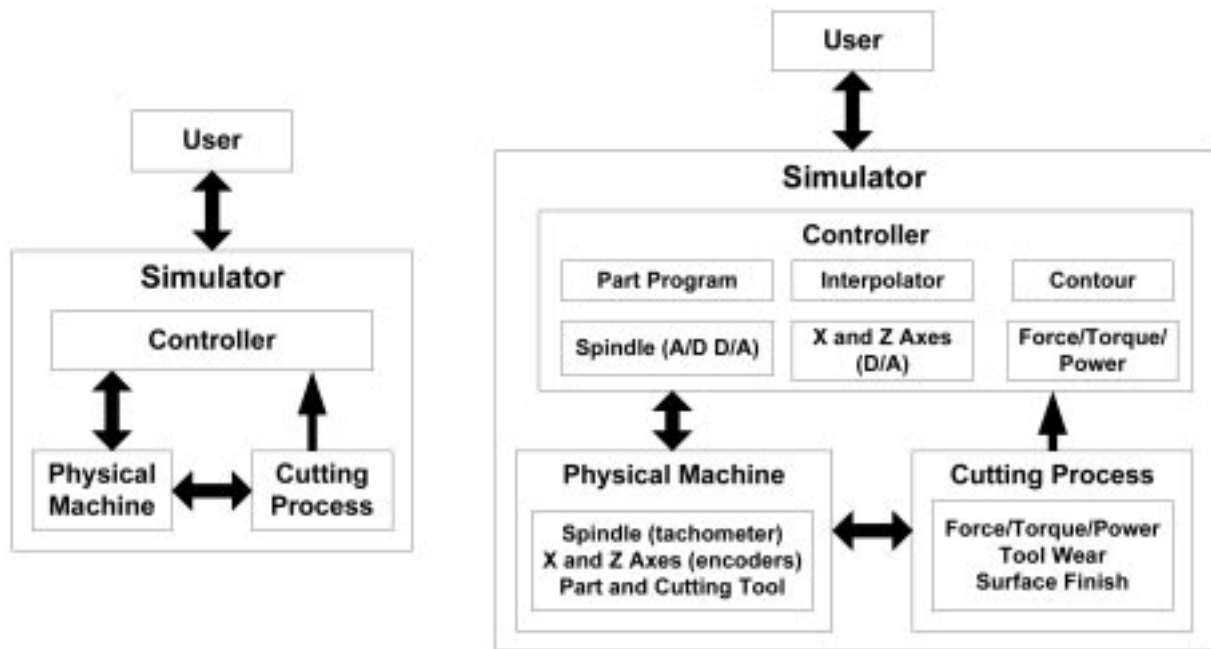 User
Simulator
Controller
Physical
Machine
Cutting
Process
User
Simulator
Controller
Part Program
Interpolator
Contour
Spindle (A/D D/A)
X and Z Axes
(D/A)
Force/Torque/
Power
Physical Machine
Spindle (tachometer)
X and Z Axes (encoders)
Part and Cutting Tool
Cutting Process
Force/Torque/Power
Tool Wear
Surface Finish